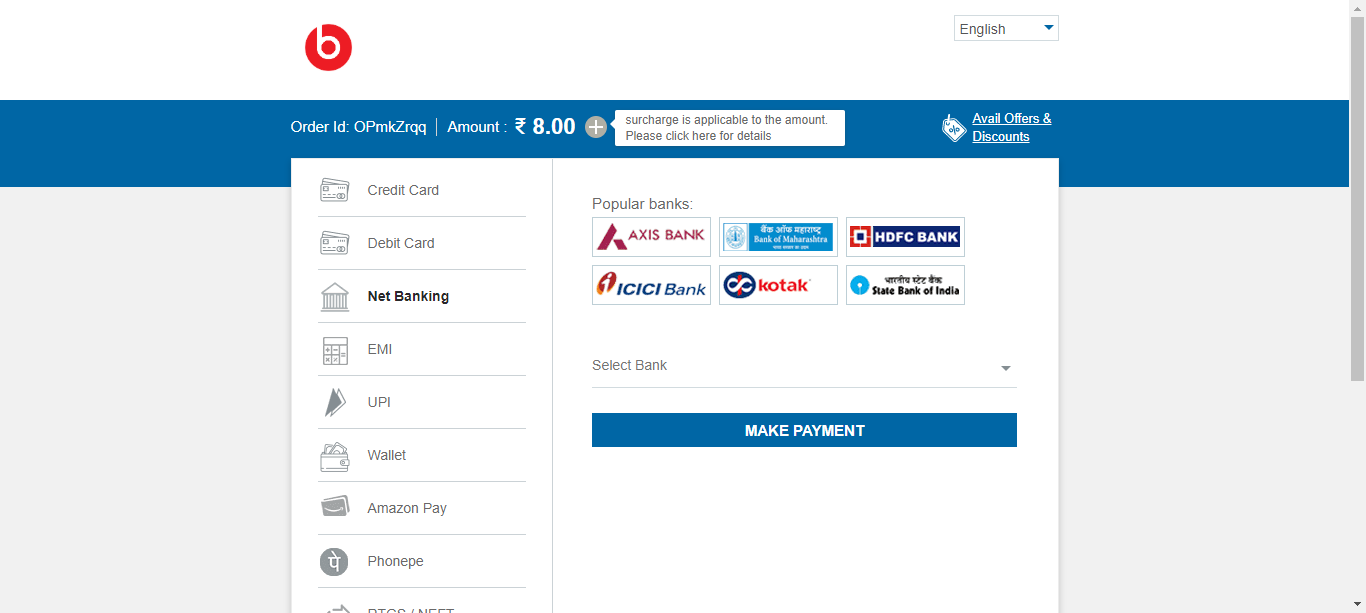 b
English
Order Id: OPmkZrqq
Amount : ₹ 8.00
surcharge is applicable to the amount.
Please click here for details
%
Avail Offers &
Discounts
Credit Card
Debit Card
Net Banking
EMI
UPI
Wallet
Amazon Pay
पे
Phonepe
RTGS / NEFT
Popular banks:
AXIS BANK
बैंक ऑफ महाराष्ट्र
Bank of Maharashtra
HDFC BANK
ICICI Bank
kotak
भारतीय स्टेट बैंक
State Bank of India
Select Bank
MAKE PAYMENT